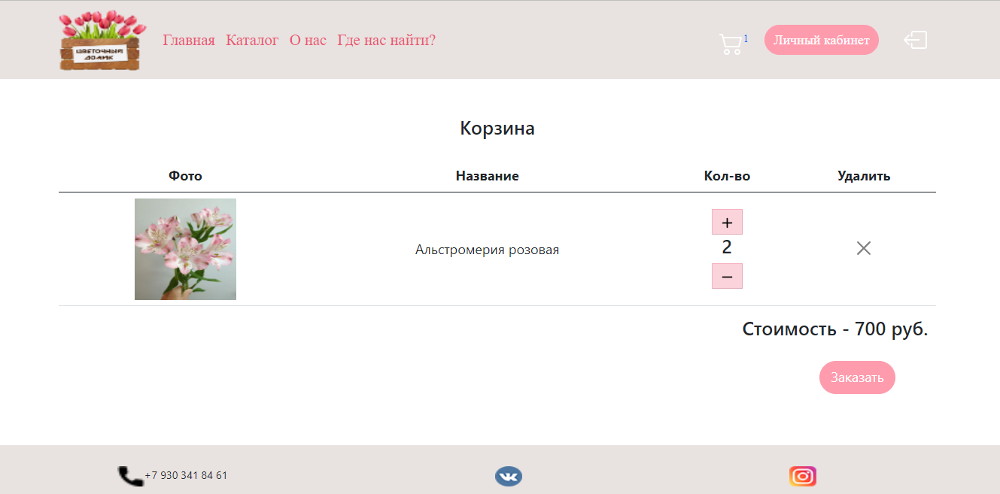 ЦВЕТОЧНЫЙ
ДОМИК
Главная Каталог О нас Где нас найти?
1
Личный кабинет
Корзина
Фото Название Кол-во Удалить
+
Альстромерия розовая
2
−
Стоимость - 700 руб.
Заказать
+7 930 341 84 61